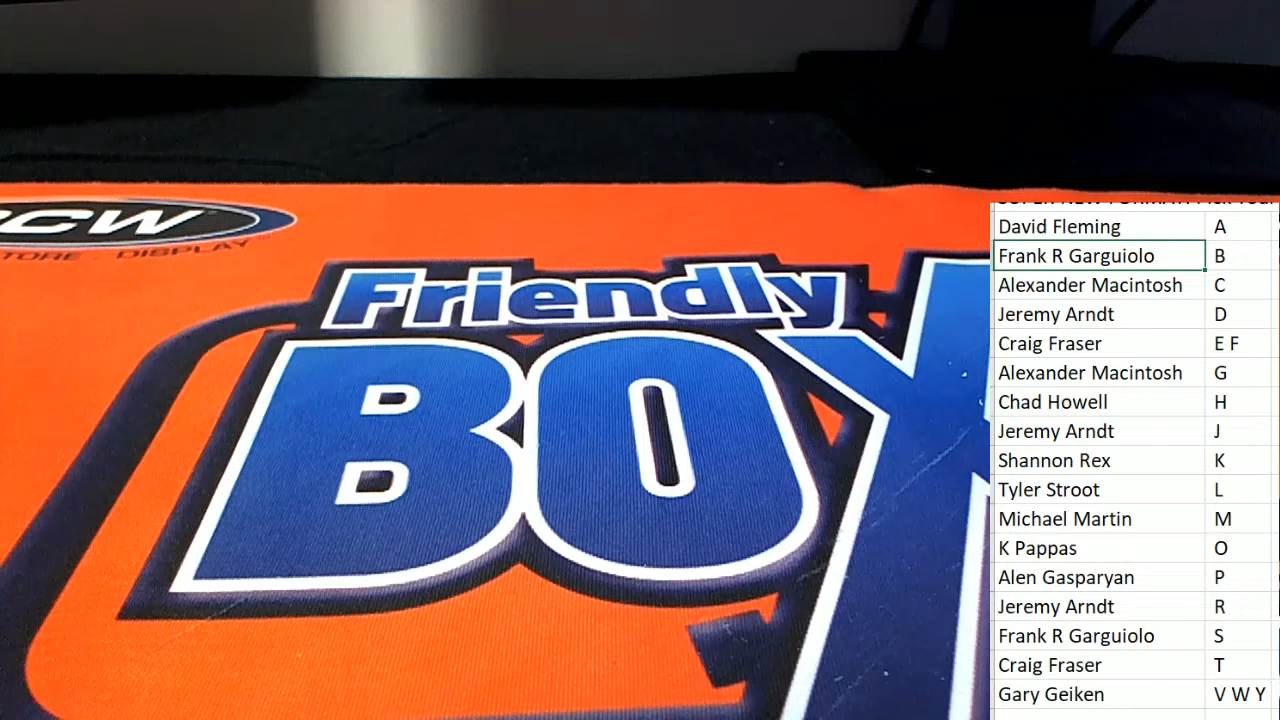 BCW
STORE DISPLAY
Friendly
BOX
David Fleming A
Frank R Garguiolo B
Alexander Macintosh C
Jeremy Arndt D
Craig Fraser E F
Alexander Macintosh G
Chad Howell H
Jeremy Arndt J
Shannon Rex K
Tyler Stroot L
Michael Martin M
K Pappas O
Alen Gasparyan P
Jeremy Arndt R
Frank R Garguiolo S
Craig Fraser T
Gary Geiken V W Y